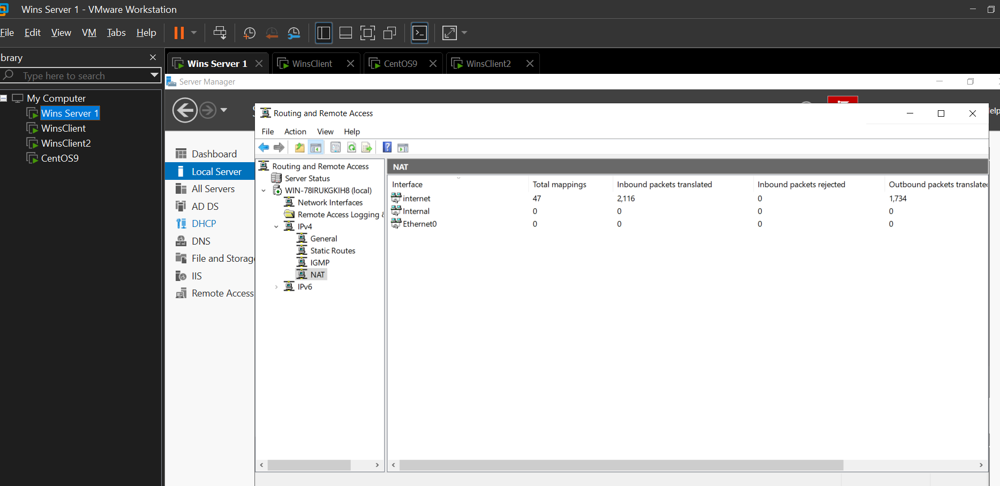 Wins Server 1 - VMware Workstation
File Edit View VM Tabs Help
brary
Type here to search
My Computer
Wins Server 1
WinsClient
WinsClient2
CentOS9
Wins Server 1 WinsClient CentOS9 WinsClient2
Server Manager
Dashboard
Local Server
All Servers
AD DS
DHCP
DNS
File and Storag
IIS
Remote Access
elp
Routing and Remote Access
File Action View Help
Routing and Remote Access
Server Status
WIN-78IRUKGKIH8 (local)
Network Interfaces
Remote Access Logging &
IPv4
General
Static Routes
IGMP
NAT
IPv6
NAT
Interface Total mappings Inbound packets translated Inbound packets rejected Outbound packets translated
internet 47 2,116 0 1,734
Internal 0 0 0 0
Ethernet0 0 0 0 0